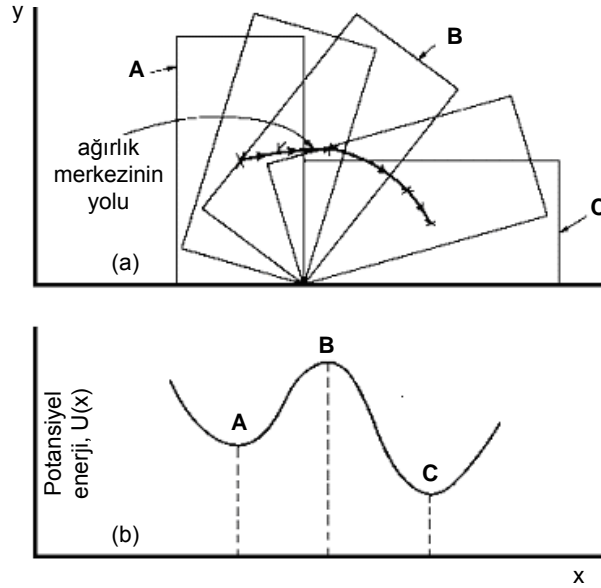 y
B
A
ağırlık
merkezinin
yolu
C
(a)
B
A
C
Potansiyel
enerji, U(x)
(b)
x